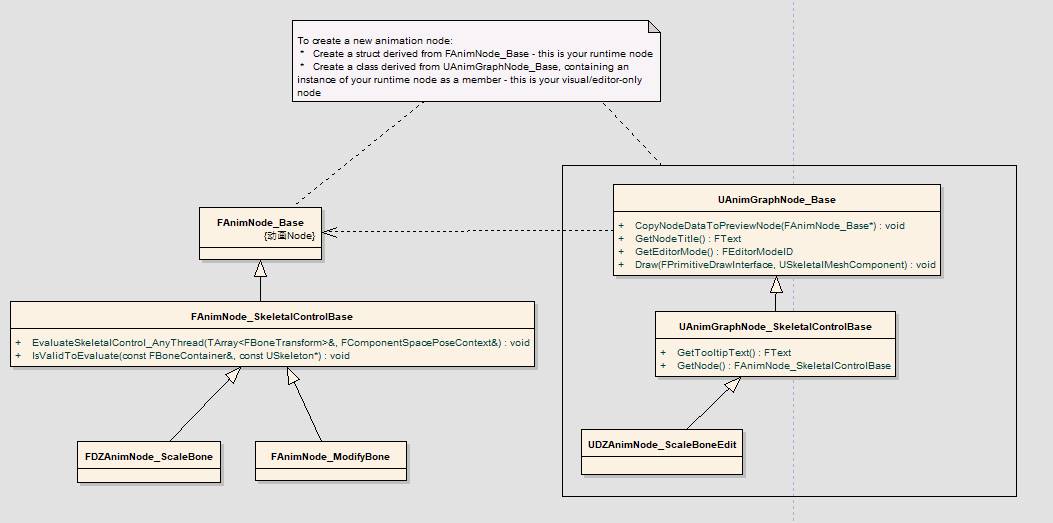 To create a new animation node:
* Create a struct derived from FAnimNode_Base - this is your runtime node
* Create a class derived from UAnimGraphNode_Base, containing an
instance of your runtime node as a member - this is your visual/editor-only
node
FAnimNode_Base
{动画Node}
UAnimGraphNode_Base
+ CopyNodeDataToPreviewNode(FAnimNode_Base*) : void
+ GetNodeTitle() : FText
+ GetEditorMode() : FEditorModeID
+ Draw(FPrimitiveDrawInterface, USkeletalMeshComponent) : void
FAnimNode_SkeletalControlBase
+ EvaluateSkeletalControl_AnyThread(TArray<FBoneTransform>&, FComponentSpacePoseContext&) : void
+ IsValidToEvaluate(const FBoneContainer&, const USkeleton*) : void
UAnimGraphNode_SkeletalControlBase
+ GetTooltipText() : FText
+ GetNode() : FAnimNode_SkeletalControlBase
FDZAnimNode_ScaleBone
FAnimNode_ModifyBone
UDZAnimNode_ScaleBoneEdit